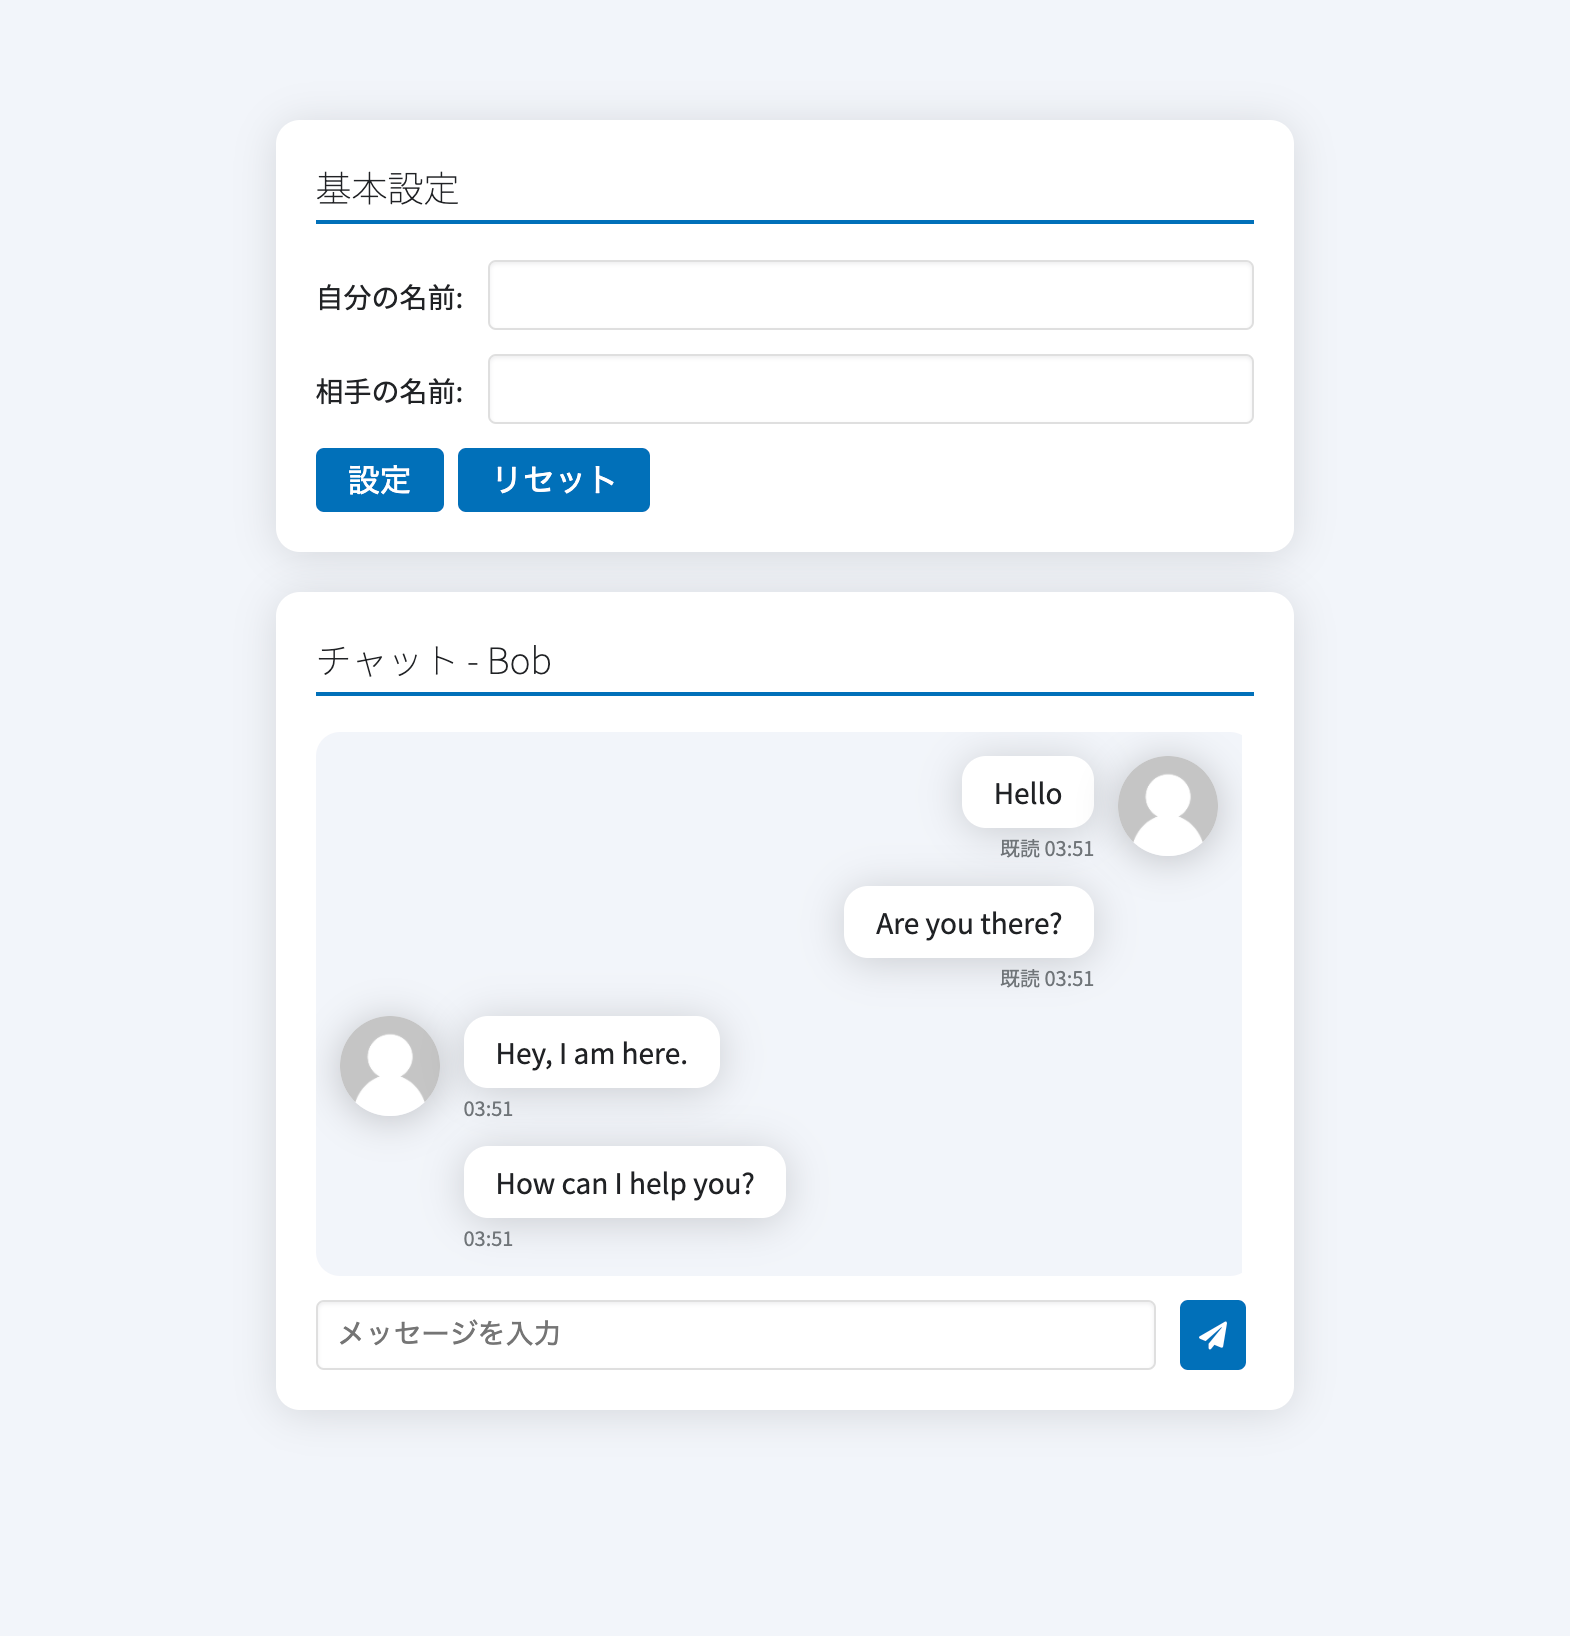 基本設定
自分の名前:
相手の名前:
設定 リセット
チャット - Bob
Hello
既読 03:51
Are you there?
既読 03:51
Hey, I am here.
03:51
How can I help you?
03:51
メッセージを入力